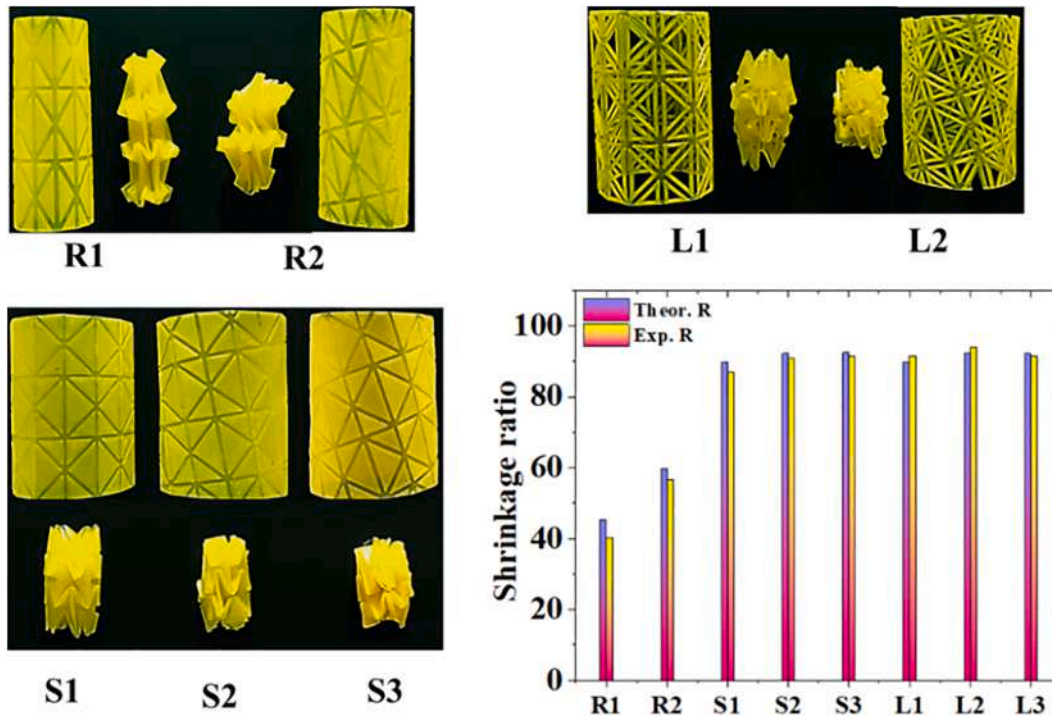 R1 R2
L1 L2
S1 S2 S3
Theor. R
Exp. R
Shrinkage ratio
100
80
60
40
20
0
R1 R2 S1 S2 S3 L1 L2 L3